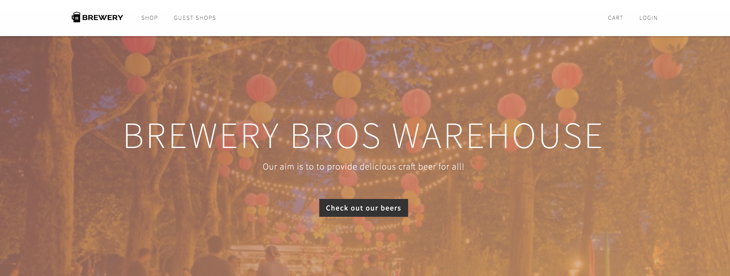 BREWERY
SHOP
GUEST SHOPS
CART
LOGIN
BREWERY BROS WAREHOUSE
Our aim is to to provide delicious craft beer for all!
Check out our beers